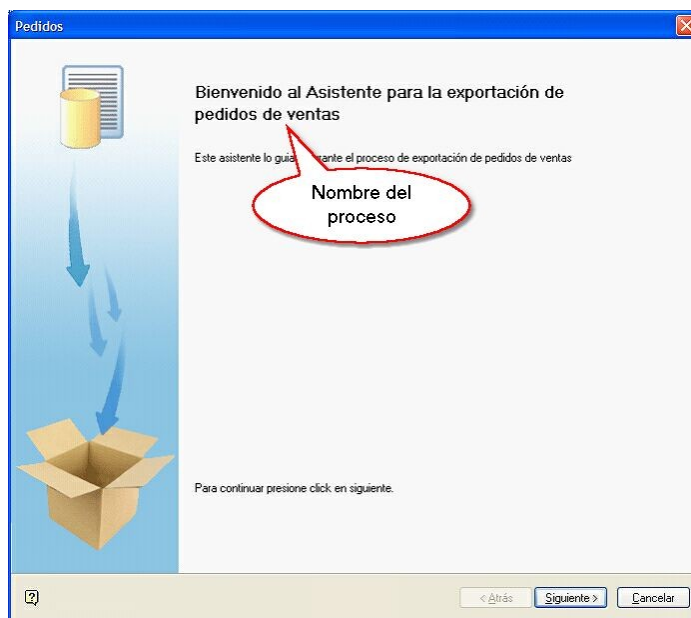 Pedidos
Bienvenido al Asistente para la exportación de
pedidos de ventas
Este asistente lo guia rante el proceso de exportación de pedidos de ventas
Nombre del
proceso
Para continuar presione click en siguiente.
< Atrás Siguiente > Cancelar